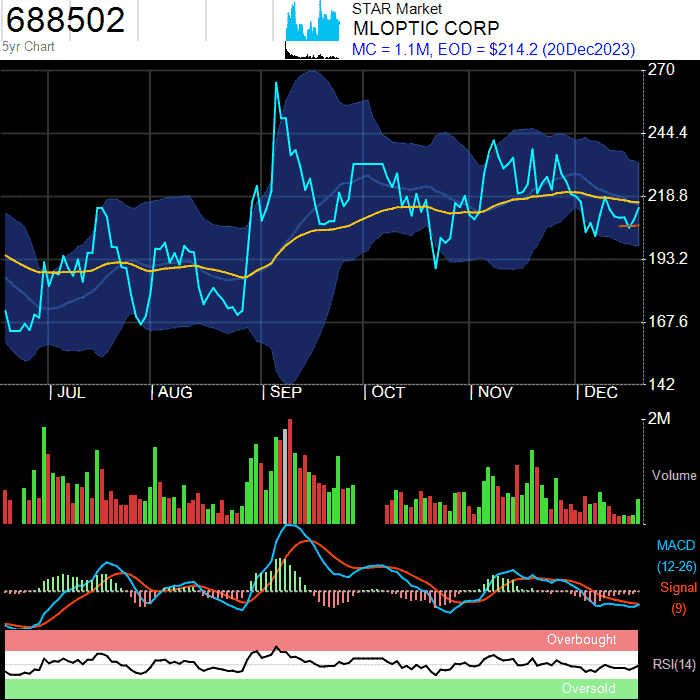 688502
5yr Chart
STAR Market
MLOPTIC CORP
MC = 1.1M, EOD = $214.2 (20Dec2023)
270
244.4
218.8
193.2
167.6
142
JUL
AUG
SEP
OCT
NOV
DEC
2M
Volume
MACD
(12-26)
Signal
(9)
Overbought
RSI(14)
Oversold